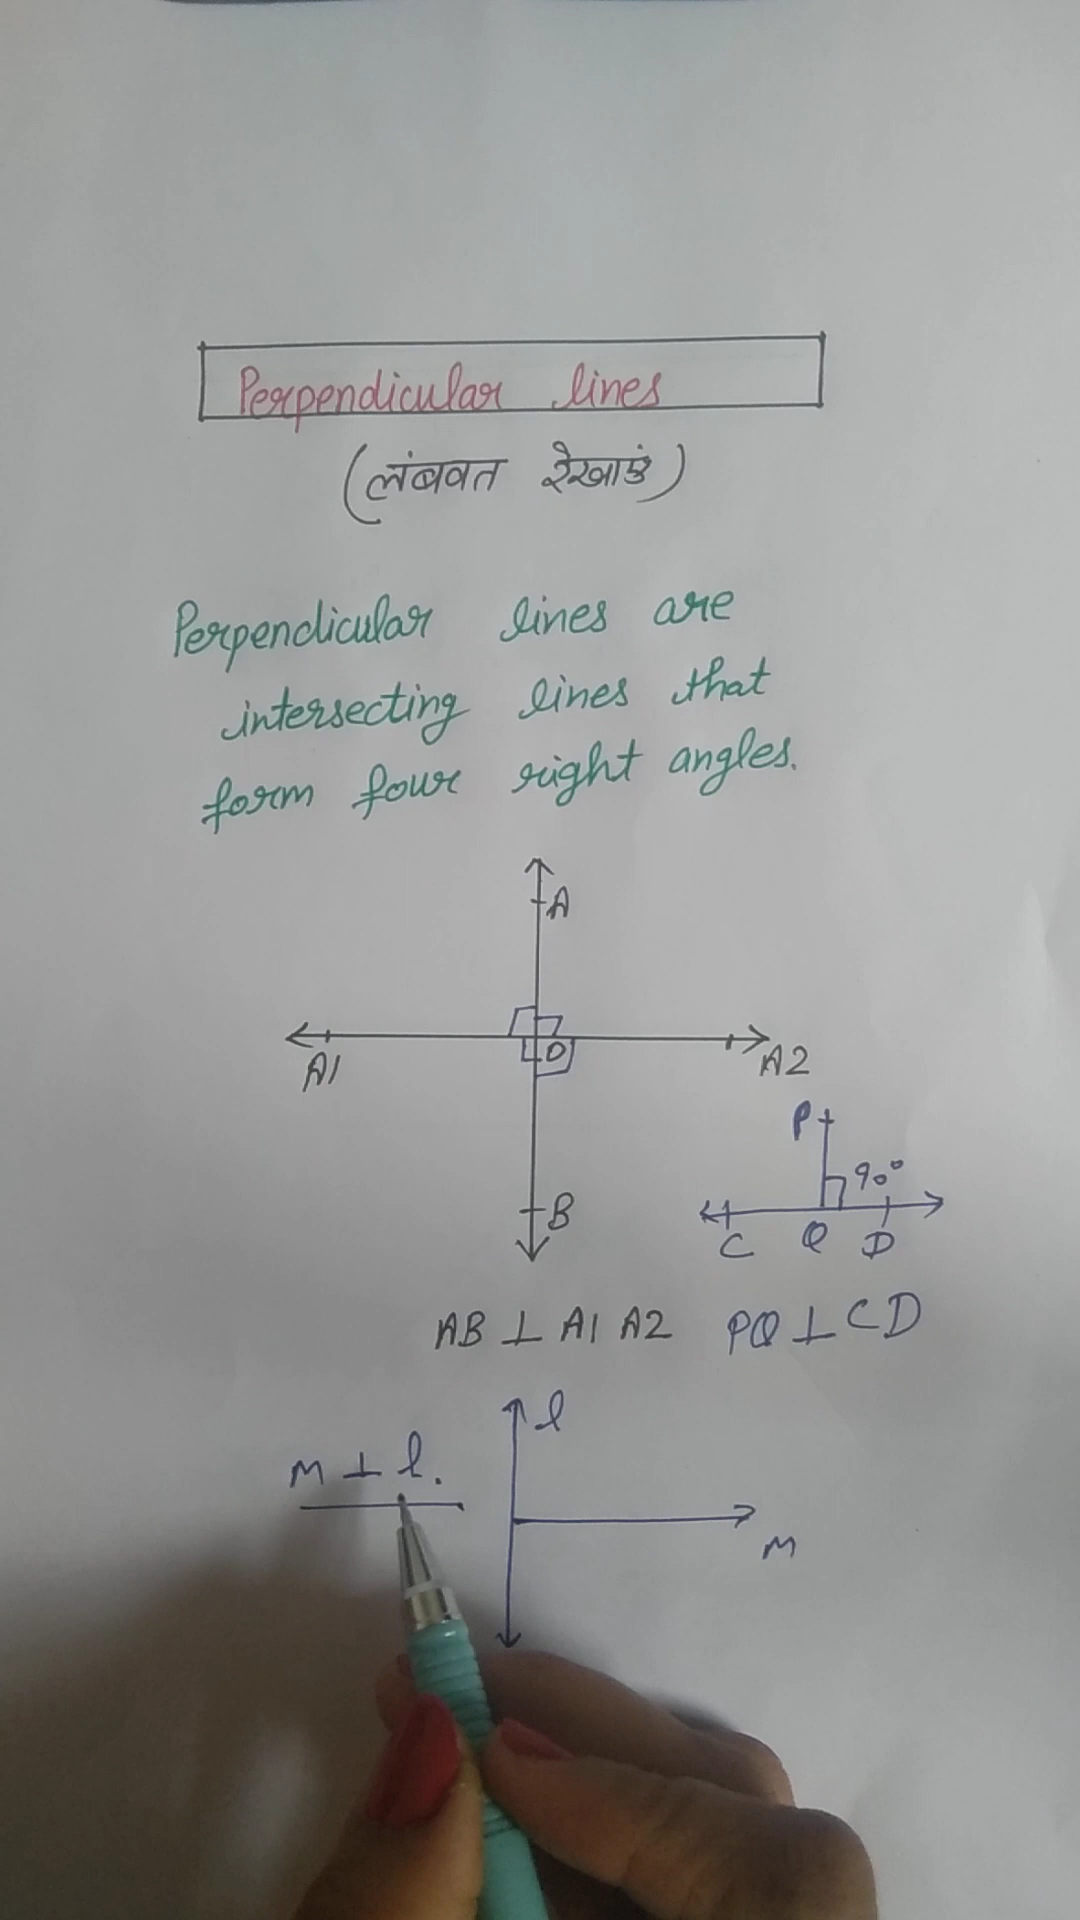 Perpendicular lines
(लंबवत रेखाएं)
Perpendicular lines are
intersecting lines that
form four right angles.
A
O
A1
A2
B
P
90°
C Q D
AB ⊥ A1 A2
PQ ⊥ CD
l
M ⊥ l.
M